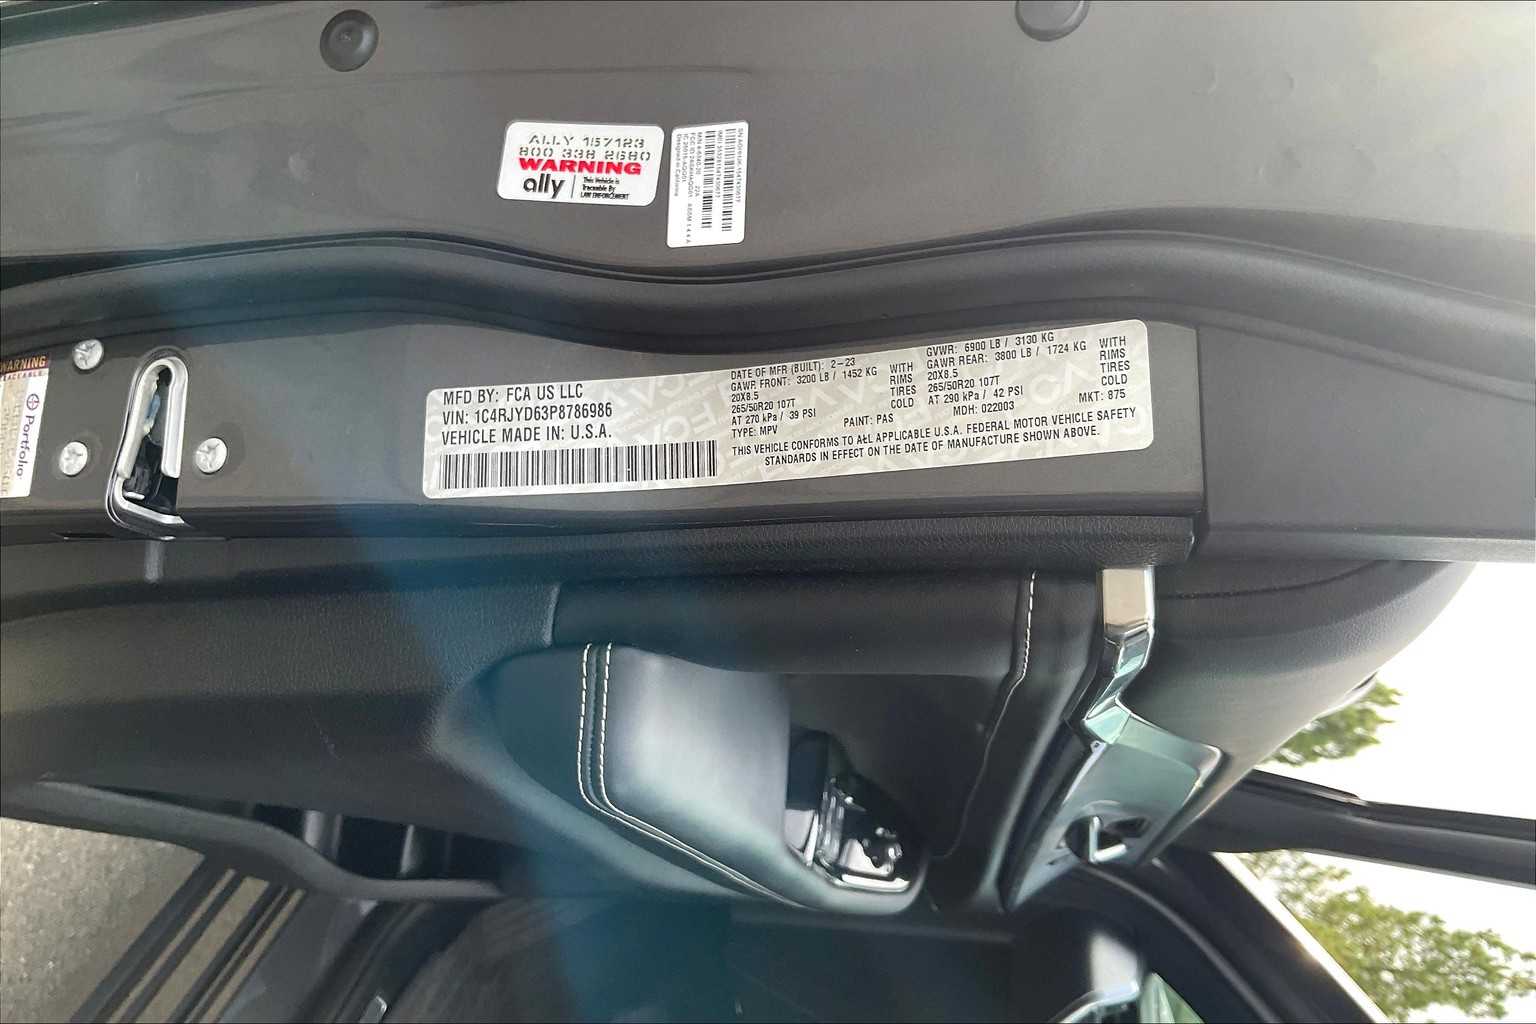 ALLY 157123
800 338 2680
WARNING
ally
This Vehicle is
Traceable By
LAW ENFORCEMENT
Designed in California
WARNING
TRACEABLE
Portfolio
MFD BY: FCA US LLC
VIN: 1C4RJYD63P8786986
VEHICLE MADE IN: U.S.A.
DATE OF MFR (BUILT): 2-23
GAWR FRONT: 3200 LB / 1452 KG WITH
20X8.5 RIMS
265/50R20 107T TIRES
AT 270 kPa / 39 PSI COLD
TYPE: MPV PAINT: PAS
GVWR: 6900 LB / 3130 KG
GAWR REAR: 3800 LB / 1724 KG WITH
20X8.5 RIMS
265/50R20 107T TIRES
AT 290 kPa / 42 PSI COLD
MDH: 022003 MKT: 875
THIS VEHICLE CONFORMS TO ALL APPLICABLE U.S.A. FEDERAL MOTOR VEHICLE SAFETY
STANDARDS IN EFFECT ON THE DATE OF MANUFACTURE SHOWN ABOVE.